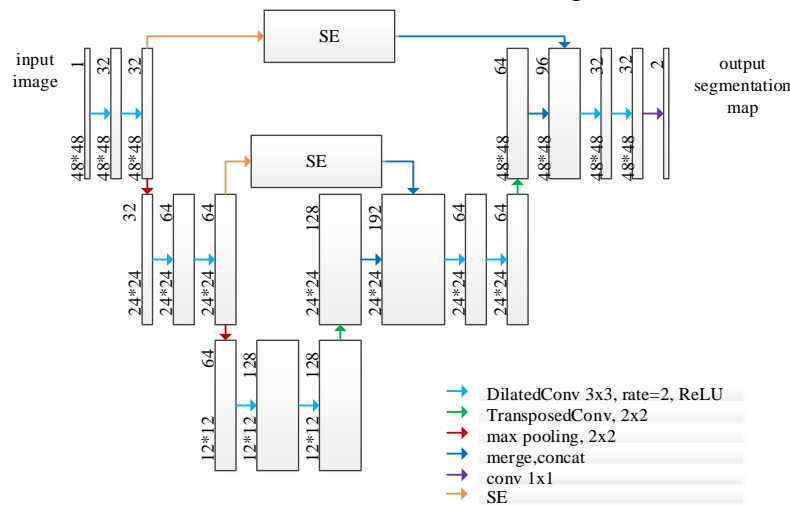 SE
input
image
1
32
32
64
96
32
32
2
output
segmentation
map
48*48
48*48
48*48
48*48
48*48
48*48
48*48
48*48
SE
32
64
64
128
192
64
64
24*24
24*24
24*24
24*24
24*24
24*24
24*24
64
128
128
12*12
12*12
12*12
DilatedConv 3x3, rate=2, ReLU
TransposedConv, 2x2
max pooling, 2x2
merge,concat
conv 1x1
SE